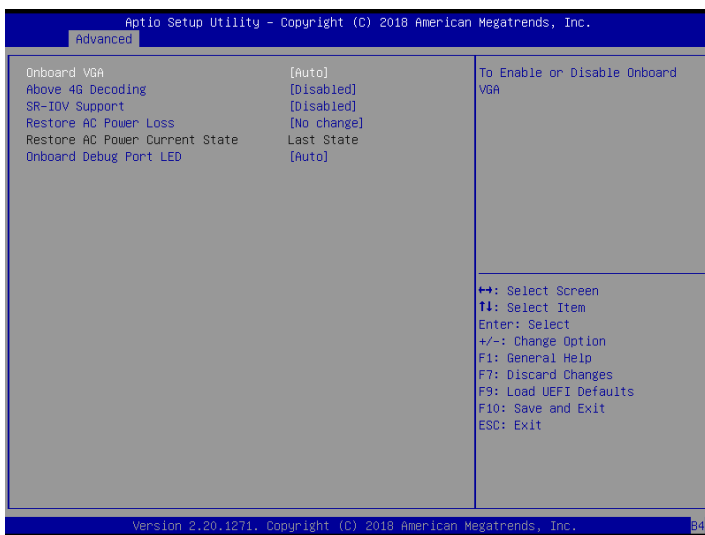 Aptio Setup Utility – Copyright (C) 2018 American Megatrends, Inc.
Advanced
Onboard VGA [Auto]
Above 4G Decoding [Disabled]
SR-IOV Support [Disabled]
Restore AC Power Loss [No change]
Restore AC Power Current State Last State
Onboard Debug Port LED [Auto]
To Enable or Disable Onboard
VGA
↔: Select Screen
↑↓: Select Item
Enter: Select
+/-: Change Option
F1: General Help
F7: Discard Changes
F9: Load UEFI Defaults
F10: Save and Exit
ESC: Exit
Version 2.20.1271. Copyright (C) 2018 American Megatrends, Inc.
B4